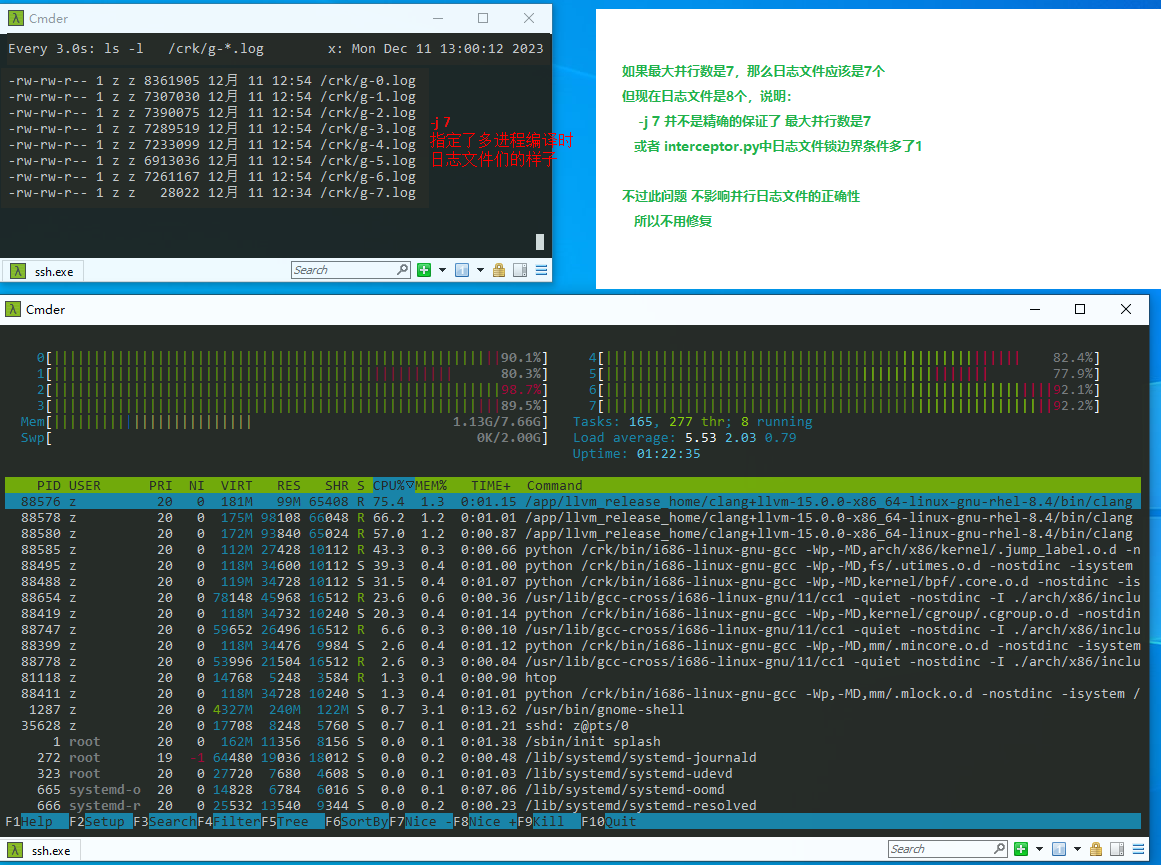 Cmder
Every 3.0s: ls -l   /crk/g-*.log        x: Mon Dec 11 13:00:12 2023
-rw-rw-r-- 1 z z 8361905 12月 11 12:54 /crk/g-0.log
-rw-rw-r-- 1 z z 7307030 12月 11 12:54 /crk/g-1.log
-rw-rw-r-- 1 z z 7390075 12月 11 12:54 /crk/g-2.log
-rw-rw-r-- 1 z z 7289519 12月 11 12:54 /crk/g-3.log
-rw-rw-r-- 1 z z 7233099 12月 11 12:54 /crk/g-4.log
-rw-rw-r-- 1 z z 6913036 12月 11 12:54 /crk/g-5.log
-rw-rw-r-- 1 z z 7261167 12月 11 12:54 /crk/g-6.log
-rw-rw-r-- 1 z z   28022 12月 11 12:34 /crk/g-7.log
-j 7
指定了多进程编译时
日志文件们的样子
ssh.exe
Search
如果最大并行数是7，那么日志文件应该是7个
但现在日志文件是8个，说明：
-j 7 并不是精确的保证了 最大并行数是7
或者 interceptor.py中日志文件锁边界条件多了1
不过此问题 不影响并行日志文件的正确性
所以不用修复
Cmder
0[90.1%] 4[82.4%]
1[80.3%] 5[77.9%]
2[98.7%] 6[92.1%]
3[89.5%] 7[92.2%]
Mem[1.13G/7.66G] Tasks: 165, 277 thr; 8 running
Swp[0K/2.00G] Load average: 5.53 2.03 0.79
Uptime: 01:22:35
PID USER PRI NI VIRT RES SHR S CPU%▽MEM% TIME+ Command
88576 z 20 0 181M 99M 65408 R 75.4 1.3 0:01.15 /app/llvm_release_home/clang+llvm-15.0.0-x86_64-linux-gnu-rhel-8.4/bin/clang
88578 z 20 0 175M 98108 66048 R 66.2 1.2 0:01.01 /app/llvm_release_home/clang+llvm-15.0.0-x86_64-linux-gnu-rhel-8.4/bin/clang
88580 z 20 0 172M 93840 65024 R 57.0 1.2 0:00.87 /app/llvm_release_home/clang+llvm-15.0.0-x86_64-linux-gnu-rhel-8.4/bin/clang
88585 z 20 0 112M 27428 10112 R 43.3 0.3 0:00.66 python /crk/bin/i686-linux-gnu-gcc -Wp,-MD,arch/x86/kernel/.jump_label.o.d -n
88495 z 20 0 118M 34600 10112 S 39.3 0.4 0:01.00 python /crk/bin/i686-linux-gnu-gcc -Wp,-MD,fs/.utimes.o.d -nostdinc -isystem
88488 z 20 0 119M 34728 10112 S 31.5 0.4 0:01.07 python /crk/bin/i686-linux-gnu-gcc -Wp,-MD,kernel/bpf/.core.o.d -nostdinc -is
88654 z 20 0 78148 45968 16512 R 23.6 0.6 0:00.36 /usr/lib/gcc-cross/i686-linux-gnu/11/cc1 -quiet -nostdinc -I ./arch/x86/inclu
88419 z 20 0 118M 34732 10240 S 20.3 0.4 0:01.14 python /crk/bin/i686-linux-gnu-gcc -Wp,-MD,kernel/cgroup/.cgroup.o.d -nostdin
88747 z 20 0 59652 26496 16512 R 6.6 0.3 0:00.10 /usr/lib/gcc-cross/i686-linux-gnu/11/cc1 -quiet -nostdinc -I ./arch/x86/inclu
88399 z 20 0 118M 34476 9984 S 2.6 0.4 0:01.12 python /crk/bin/i686-linux-gnu-gcc -Wp,-MD,mm/.mincore.o.d -nostdinc -isystem
88778 z 20 0 53996 21504 16512 R 2.6 0.3 0:00.04 /usr/lib/gcc-cross/i686-linux-gnu/11/cc1 -quiet -nostdinc -I ./arch/x86/inclu
81118 z 20 0 14768 5248 3584 R 1.3 0.1 0:00.90 htop
88411 z 20 0 118M 34728 10240 S 1.3 0.4 0:01.01 python /crk/bin/i686-linux-gnu-gcc -Wp,-MD,mm/.mlock.o.d -nostdinc -isystem /
1287 z 20 0 4327M 240M 122M S 0.7 3.1 0:13.62 /usr/bin/gnome-shell
35628 z 20 0 17708 8248 5760 S 0.7 0.1 0:01.21 sshd: z@pts/0
1 root 20 0 162M 11356 8156 S 0.0 0.1 0:01.38 /sbin/init splash
272 root 19 -1 64480 19036 18012 S 0.0 0.2 0:00.48 /lib/systemd/systemd-journald
323 root 20 0 27720 7680 4608 S 0.0 0.1 0:01.03 /lib/systemd/systemd-udevd
665 systemd-o 20 0 14828 6784 6016 S 0.0 0.1 0:07.06 /lib/systemd/systemd-oomd
666 systemd-r 20 0 25532 13540 9344 S 0.0 0.2 0:00.23 /lib/systemd/systemd-resolved
F1Help F2Setup F3SearchF4FilterF5Tree F6SortByF7Nice -F8Nice +F9Kill F10Quit
ssh.exe
Search